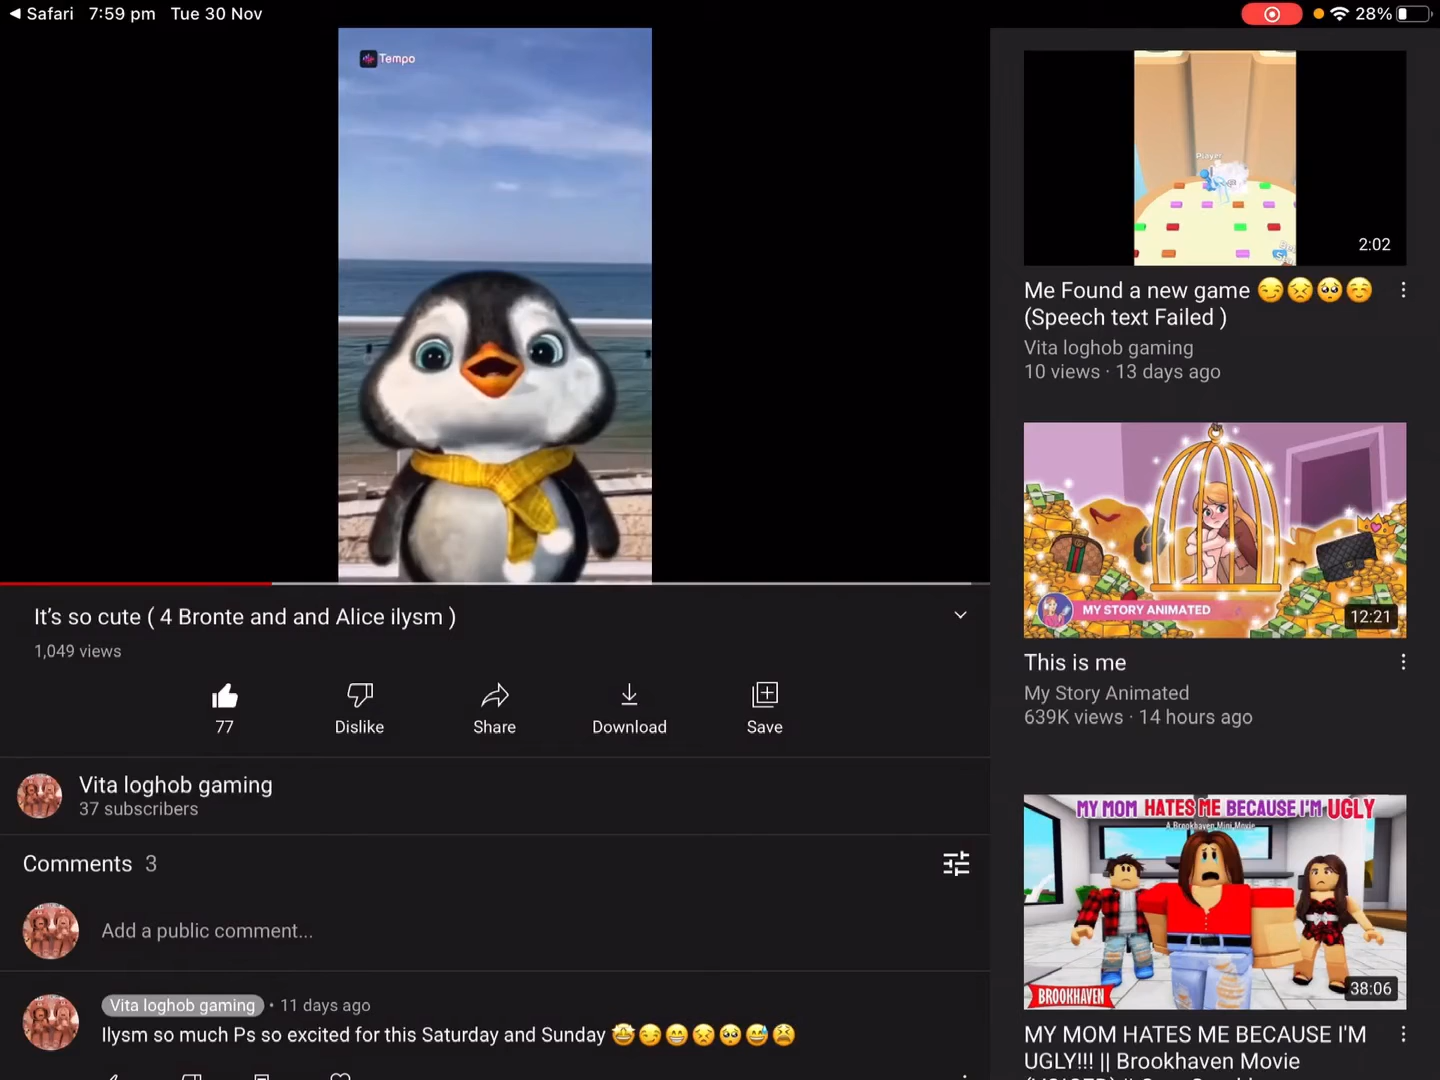 Safari 7:59 pm Tue 30 Nov
28%
Tempo
It's so cute ( 4 Bronte and and Alice ilysm )
1,049 views
77
Dislike
Share
Download
Save
Vita loghob gaming
37 subscribers
Comments 3
Add a public comment...
Vita loghob gaming • 11 days ago
Ilysm so much Ps so excited for this Saturday and Sunday 🤩😏😁😣🥺😅😫
Player
2:02
Me Found a new game 😏😣🥺☺️
(Speech text Failed )
Vita loghob gaming
10 views · 13 days ago
MY STORY ANIMATED
12:21
This is me
My Story Animated
639K views · 14 hours ago
MY MOM HATES ME BECAUSE I'M UGLY
A Brookhaven Mini Movie
BROOKHAVEN
38:06
MY MOM HATES ME BECAUSE I'M
UGLY!!! || Brookhaven Movie